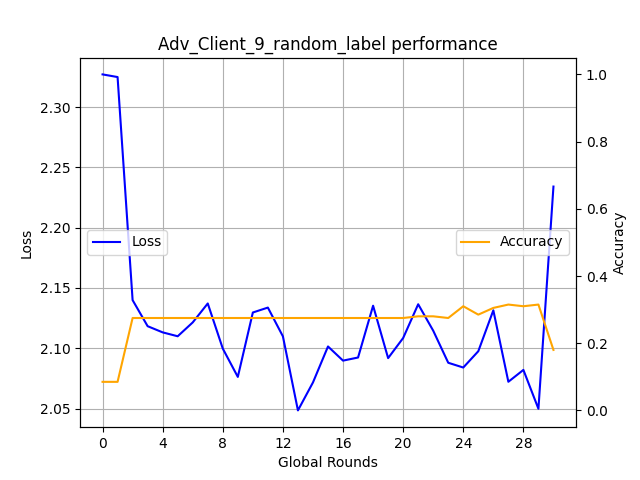 Adv_Client_9_random_label performance
2.30
2.25
2.20
2.15
2.10
2.05
Loss
Loss
Accuracy
1.0
0.8
0.6
0.4
0.2
0.0
Accuracy
0 4 8 12 16 20 24 28
Global Rounds